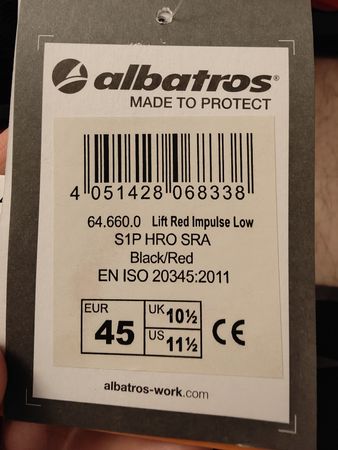 albatros®
MADE TO PROTECT
4 051428 068338
64.660.0 Lift Red Impulse Low
S1P HRO SRA
Black/Red
EN ISO 20345:2011
EUR 45
UK 10½
US 11½
CE
albatros-work.com